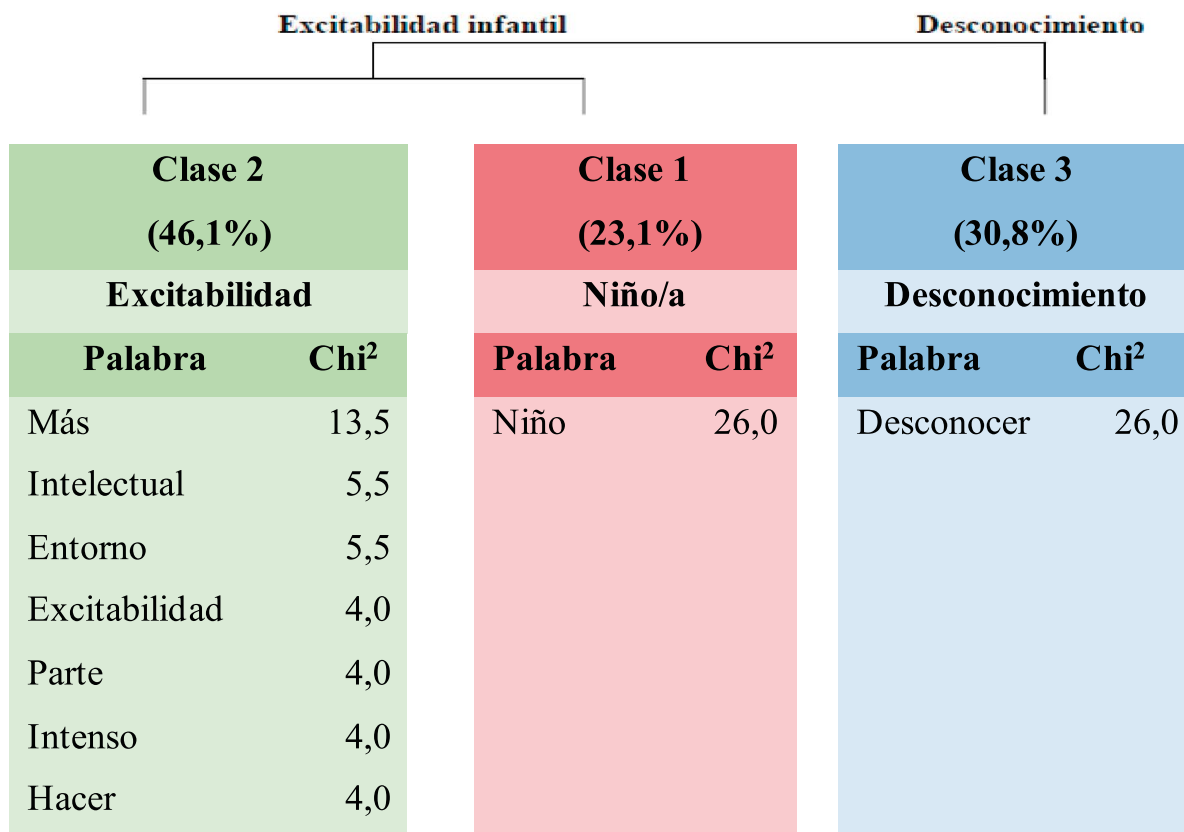 Excitabilidad infantil Desconocimiento
Clase 2 Clase 1 Clase 3
(46,1%) (23,1%) (30,8%)
Excitabilidad Niño/a Desconocimiento
Palabra Chi² Palabra Chi² Palabra Chi²
Más 13,5 Niño 26,0 Desconocer 26,0
Intelectual 5,5
Entorno 5,5
Excitabilidad 4,0
Parte 4,0
Intenso 4,0
Hacer 4,0